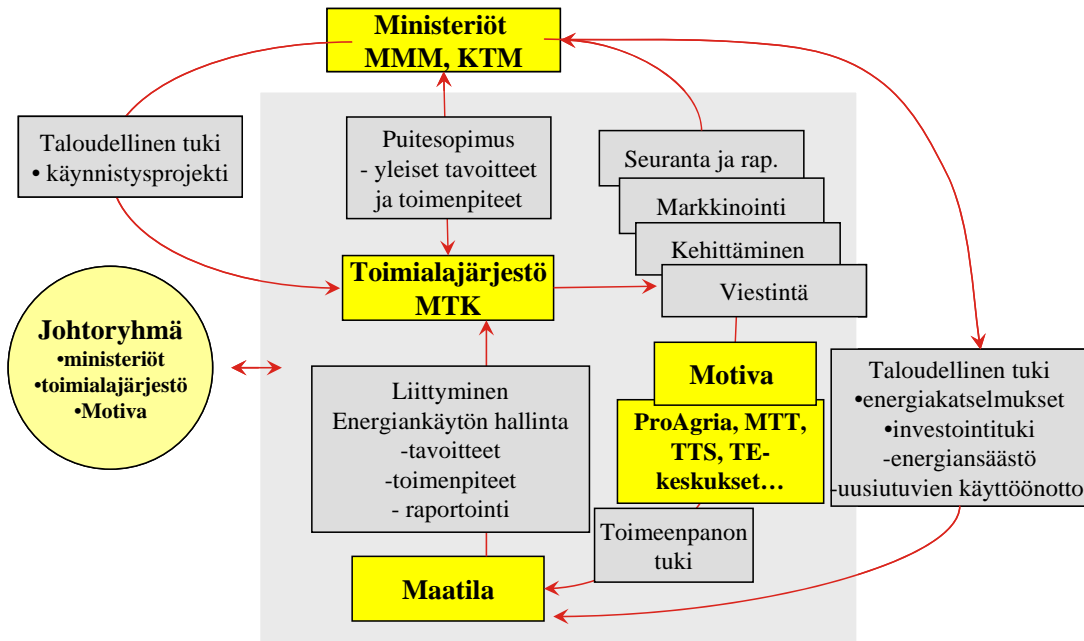 Ministeriöt
MMM, KTM
Taloudellinen tuki
• käynnistysprojekti
Puitesopimus
- yleiset tavoitteet
ja toimenpiteet
Seuranta ja rap.
Markkinointi
Kehittäminen
Viestintä
Toimialajärjestö
MTK
Johtoryhmä
•ministeriöt
•toimialajärjestö
•Motiva
Liittyminen
Energiankäytön hallinta
-tavoitteet
-toimenpiteet
- raportointi
Motiva
ProAgria, MTT,
TTS, TE-
keskukset…
Taloudellinen tuki
•energiakatselmukset
•investointituki
-energiansäästö
-uusiutuvien käyttöönotto
Toimeenpanon
tuki
Maatila